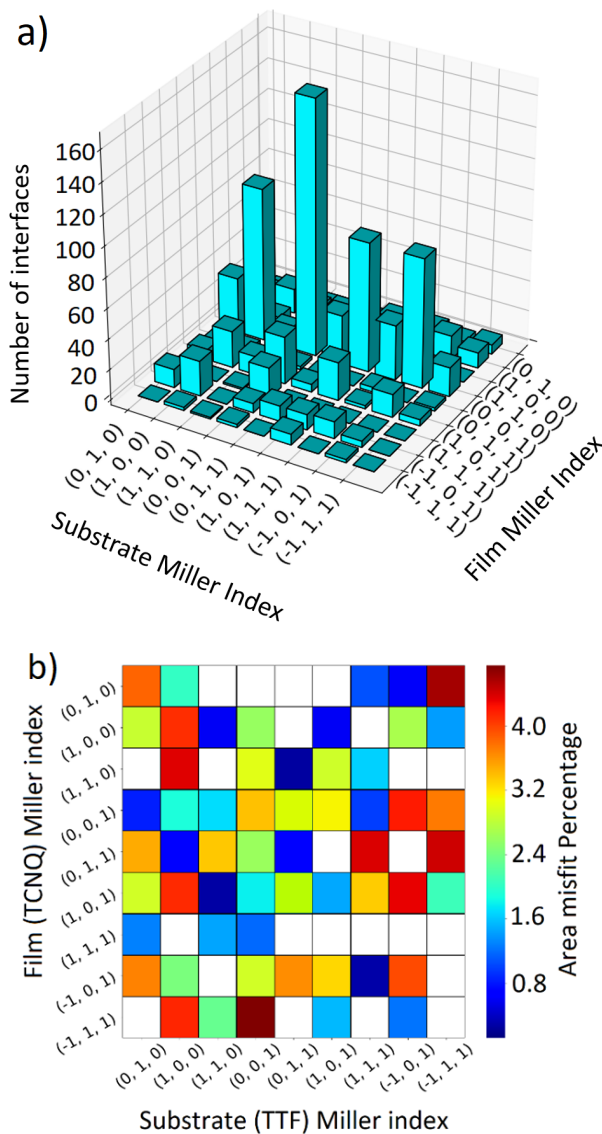 a)
Number of interfaces
160
140
120
100
80
60
40
20
0
(0, 1, 0)
(1, 0, 0)
(1, 1, 0)
(0, 0, 1)
(0, 1, 1)
(1, 0, 1)
(1, 1, 1)
(-1, 0, 1)
(-1, 1, 1)
Substrate Miller Index
(0, 1, 0)
(-1, 1, 1)
Film Miller Index
b)
Film (TCNQ) Miller index
(0, 1, 0)
(1, 0, 0)
(1, 1, 0)
(0, 0, 1)
(0, 1, 1)
(1, 0, 1)
(1, 1, 1)
(-1, 0, 1)
(-1, 1, 1)
(0, 1, 0)
(1, 0, 0)
(1, 1, 0)
(0, 0, 1)
(0, 1, 1)
(1, 0, 1)
(1, 1, 1)
(-1, 0, 1)
(-1, 1, 1)
Substrate (TTF) Miller index
4.0
3.2
2.4
1.6
0.8
Area misfit Percentage